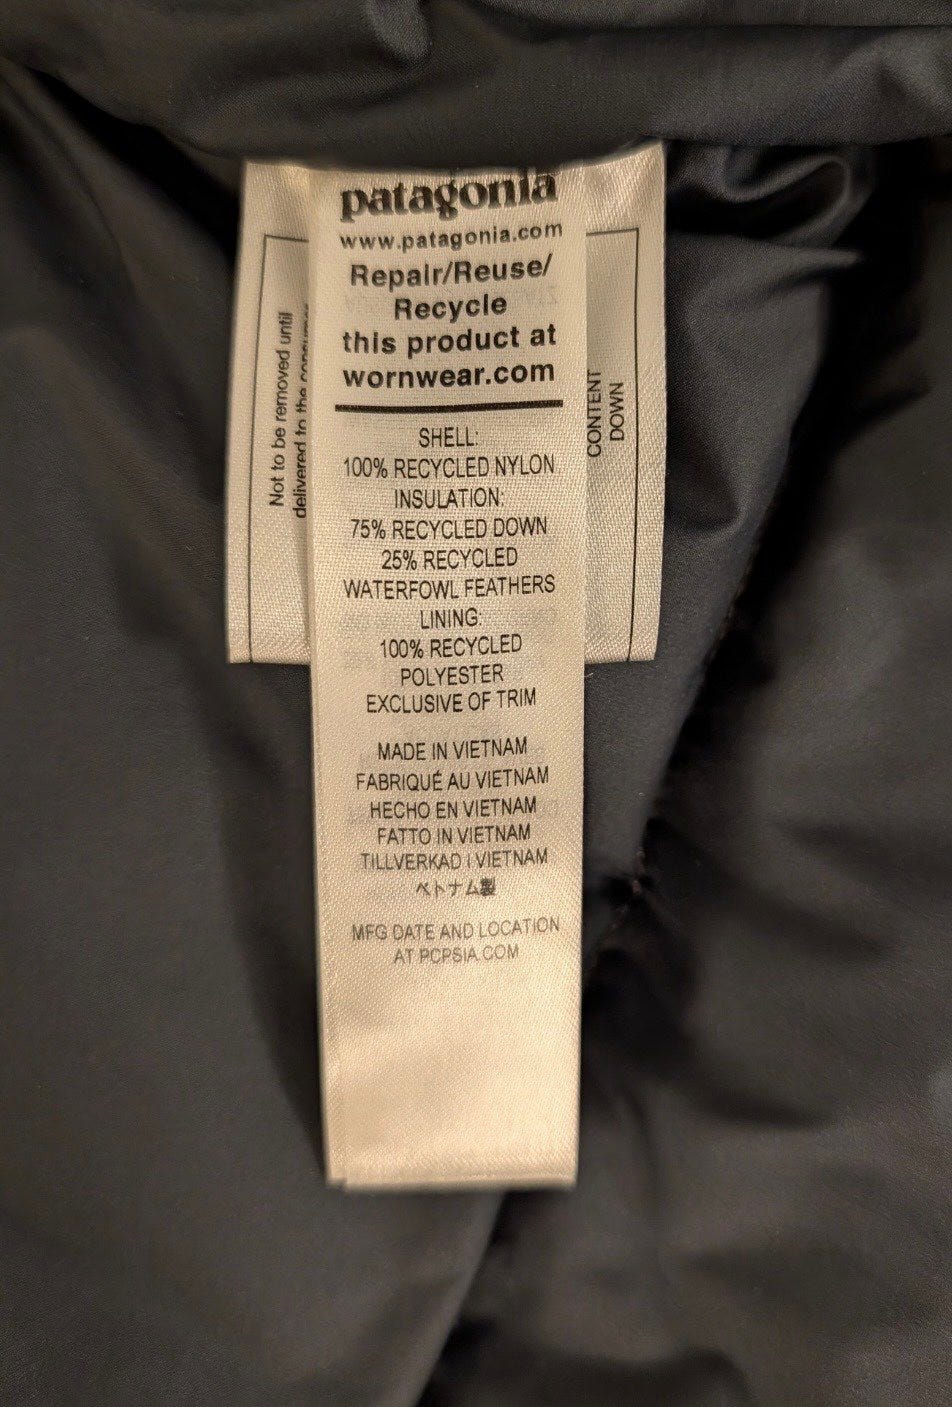 patagonia
www.patagonia.com
Repair/Reuse/
Recycle
this product at
wornwear.com
SHELL:
100% RECYCLED NYLON
INSULATION:
75% RECYCLED DOWN
25% RECYCLED
WATERFOWL FEATHERS
LINING:
100% RECYCLED
POLYESTER
EXCLUSIVE OF TRIM
MADE IN VIETNAM
FABRIQUÉ AU VIETNAM
HECHO EN VIETNAM
FATTO IN VIETNAM
TILLVERKAD I VIETNAM
ベトナム製
MFG DATE AND LOCATION
AT PCPSIA.COM
Not to be removed until
delivered to the consumer
CONTENT
DOWN